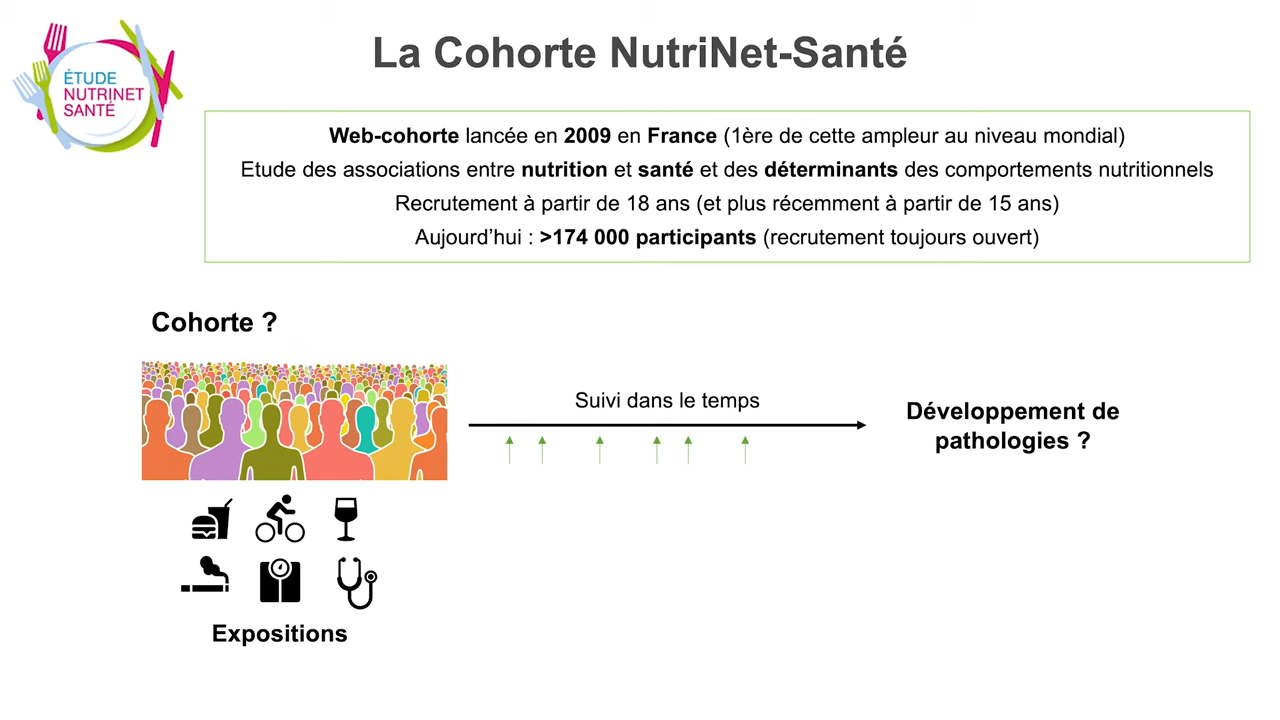 La Cohorte NutriNet-Santé
ÉTUDE
NUTRINET
SANTÉ
Web-cohorte lancée en 2009 en France (1ère de cette ampleur au niveau mondial)
Etude des associations entre nutrition et santé et des déterminants des comportements nutritionnels
Recrutement à partir de 18 ans (et plus récemment à partir de 15 ans)
Aujourd’hui : >174 000 participants (recrutement toujours ouvert)
Cohorte ?
Suivi dans le temps
Développement de
pathologies ?
Expositions